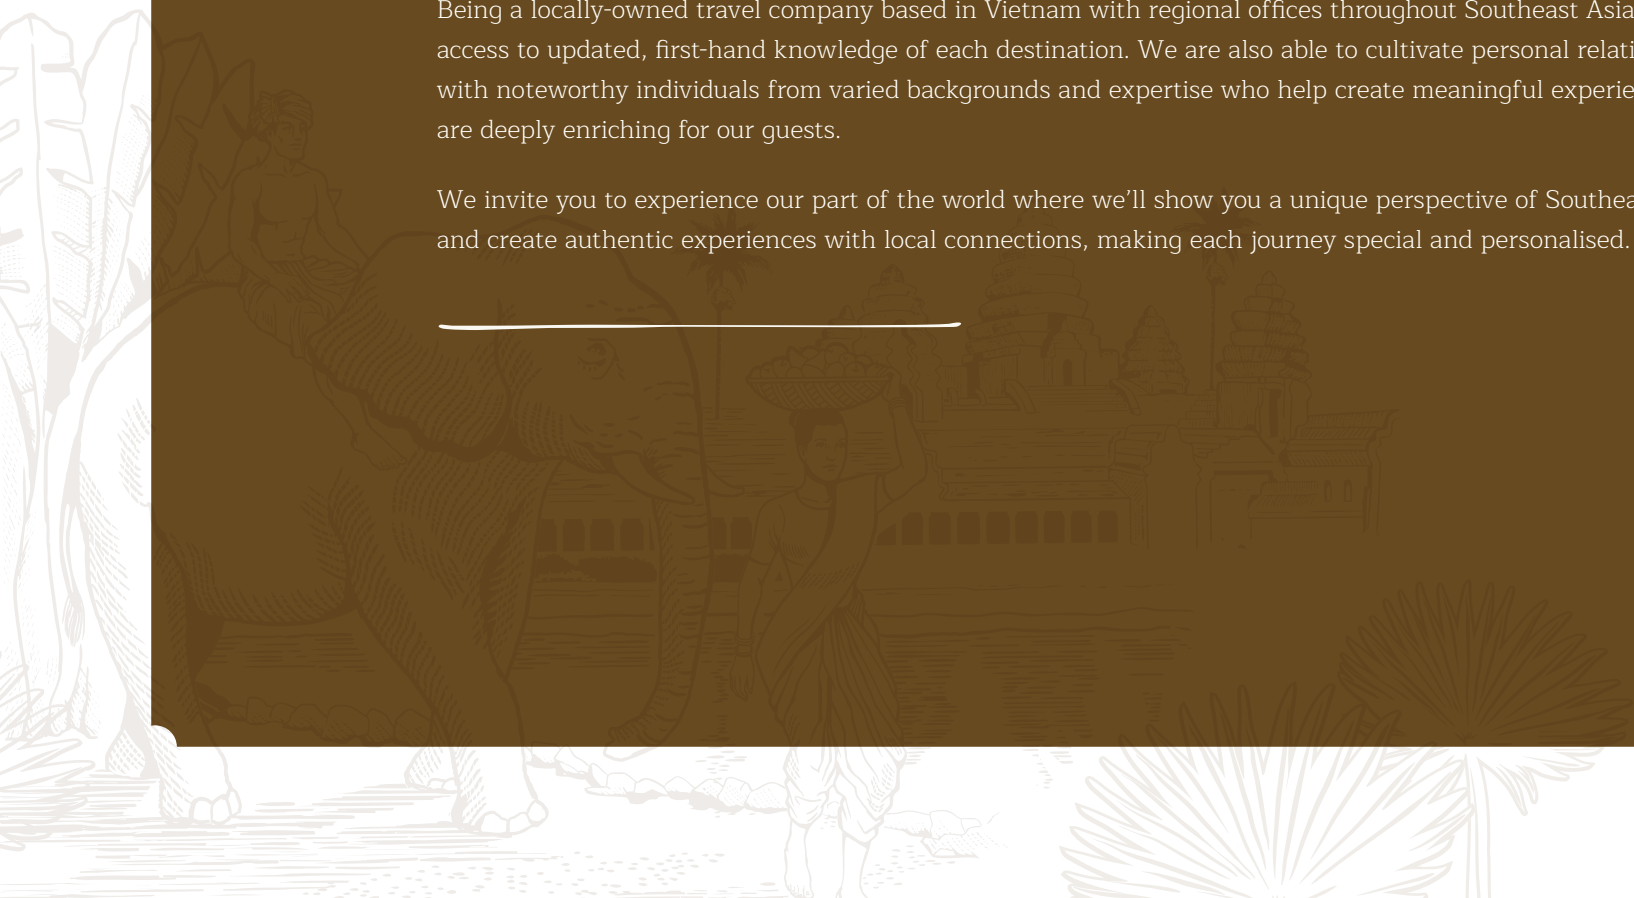 Being a locally-owned travel company based in Vietnam with regional offices throughout Southeast Asia
access to updated, first-hand knowledge of each destination. We are also able to cultivate personal
with noteworthy individuals from varied backgrounds and expertise who help create meaningful
are deeply enriching for our guests.
We invite you to experience our part of the world where we’ll show you a unique perspective of
and create authentic experiences with local connections, making each journey special and personalised.